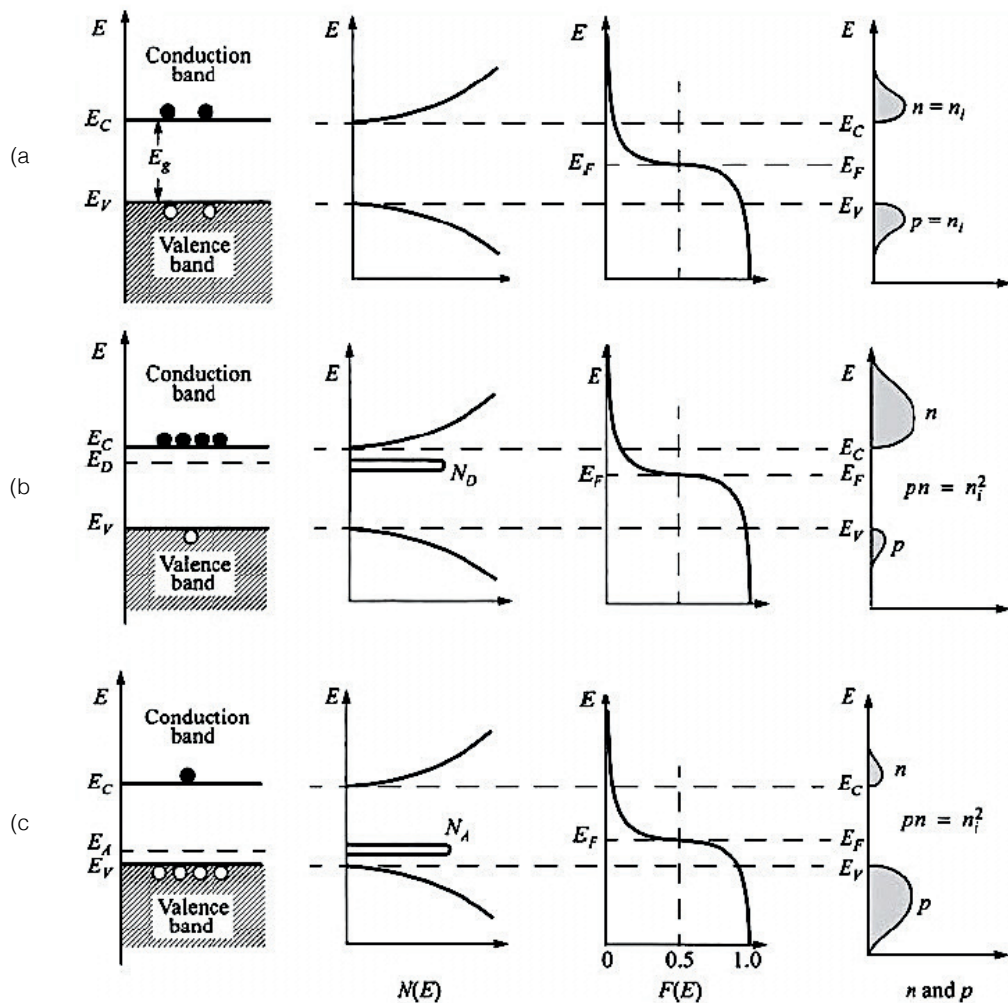 (a
E
Conduction
band
E_C
E_g
E_V
Valence
band
E
E_F
E
n = n_i
E_C
E_F
E_V
p = n_i
(b
E
Conduction
band
E_C
E_D
E_V
Valence
band
E
N_D
E
E_F
E
n
E_C
E_F
pn = n_i^2
E_V
p
(c
E
Conduction
band
E_C
E_A
E_V
Valence
band
E
N_A
N(E)
E
E_F
0 0.5 1.0
F(E)
E
n
E_C
pn = n_i^2
E_F
E_V
p
n and p